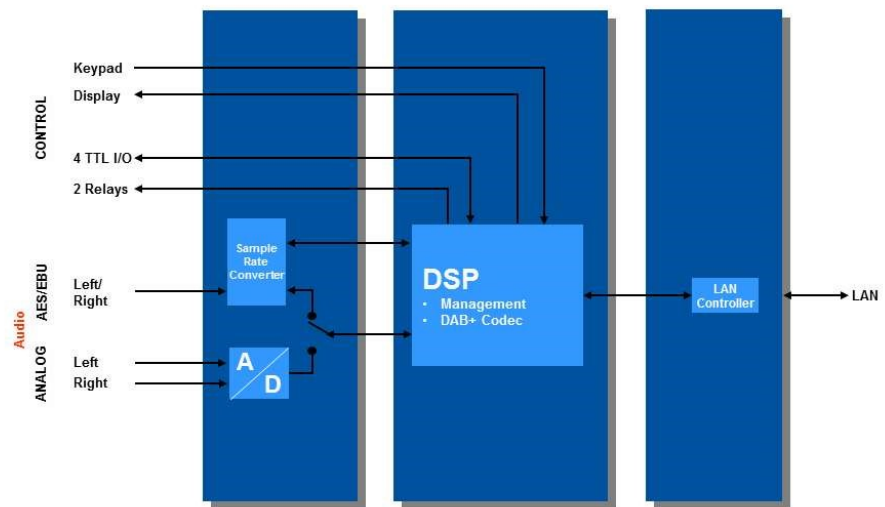 CONTROL
Keypad
Display
4 TTL I/O
2 Relays
Audio
AES/EBU
Left/
Right
ANALOG
Left
Right
Sample
Rate
Converter
A
D
DSP
• Management
• DAB+ Codec
LAN
Controller
LAN